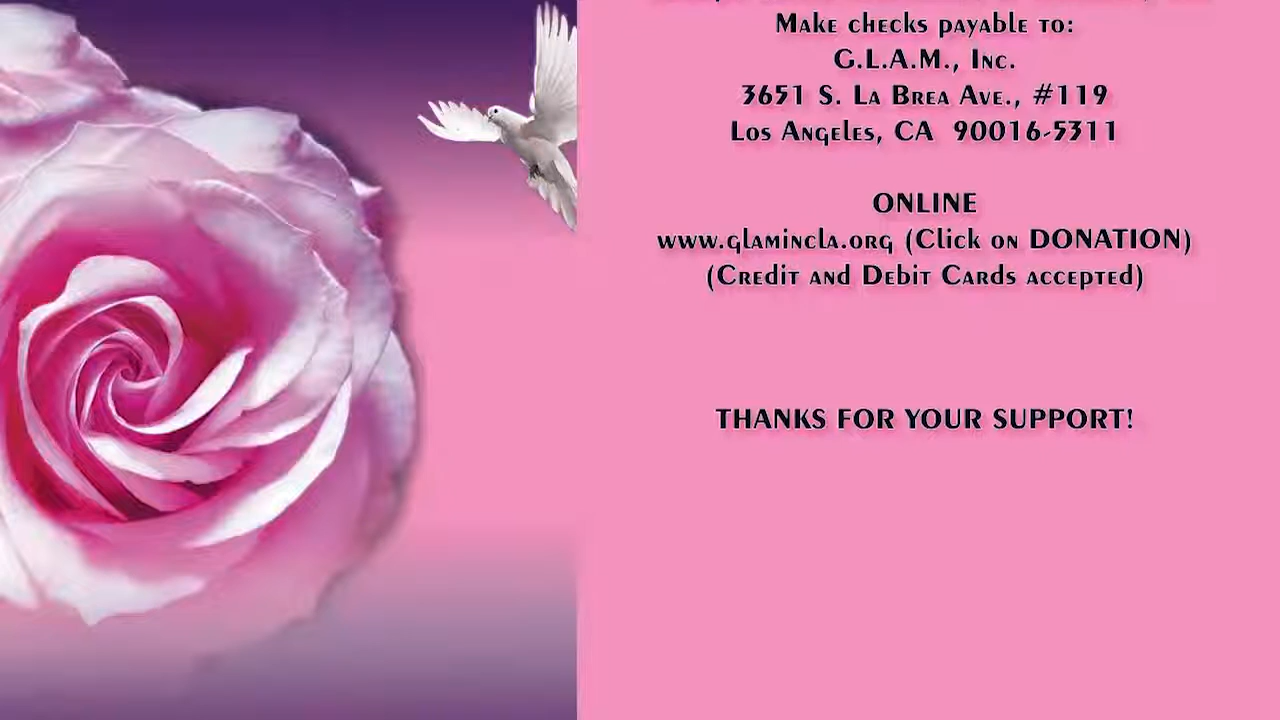 Make checks payable to:
G.L.A.M., Inc.
3651 S. La Brea Ave., #119
Los Angeles, CA 90016-5311
ONLINE
www.glamincla.org (Click on DONATION)
(Credit and Debit Cards accepted)
THANKS FOR YOUR SUPPORT!